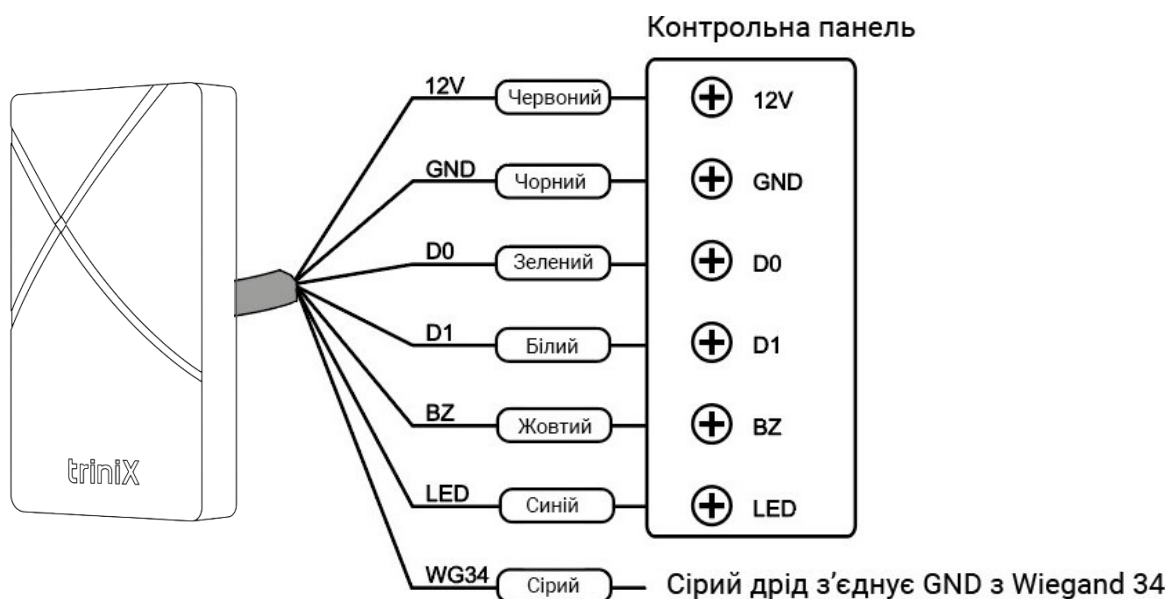 Контрольна панель
12V Червоний 12V
GND Чорний GND
D0 Зелений D0
D1 Білий D1
BZ Жовтий BZ
triniX
LED Синій LED
WG34 Сірий Сірий дрід з’єднує GND з Wiegand 34